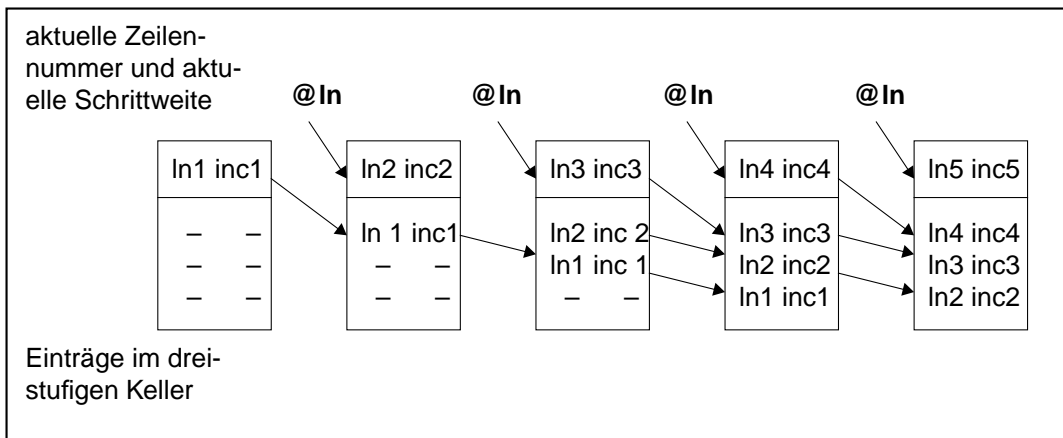 aktuelle Zeilen-
nummer und aktu-
elle Schrittweite
@ln @ln @ln @ln
ln1 inc1 ln2 inc2 ln3 inc3 ln4 inc4 ln5 inc5
– – ln 1 inc1 ln2 inc 2 ln3 inc3 ln4 inc4
– – – – ln1 inc 1 ln2 inc2 ln3 inc3
– – – – – – ln1 inc1 ln2 inc2
Einträge im drei-
stufigen Keller